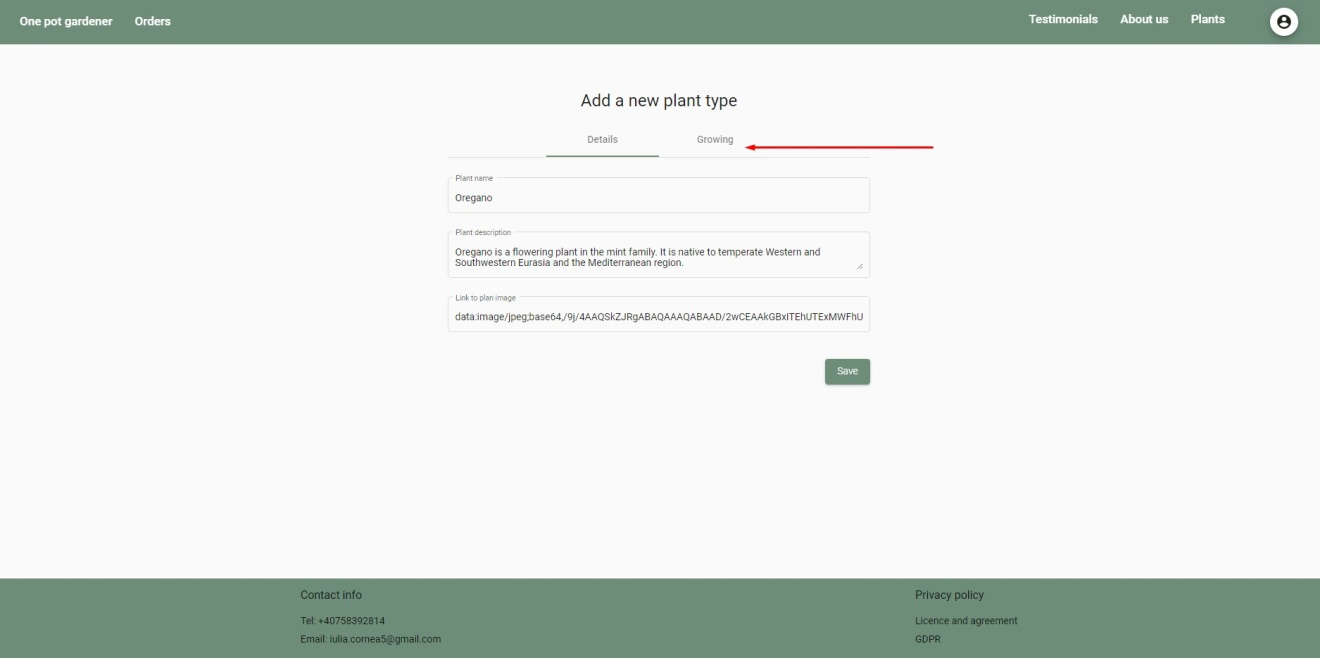 One pot gardener Orders Testimonials About us Plants
Add a new plant type
Details Growing
Plant name
Oregano
Plant description
Oregano is a flowering plant in the mint family. It is native to temperate Western and
Southwestern Eurasia and the Mediterranean region.
Link to plan image
data:image/jpeg;base64,/9j/4AAQSkZJRgABAQAAAQABAAD/2wCEAAkGBxITEhUTExMWFhU
Save
Contact info Privacy policy
Tel: +40758392814 Licence and agreement
Email: iulia.cornea5@gmail.com GDPR